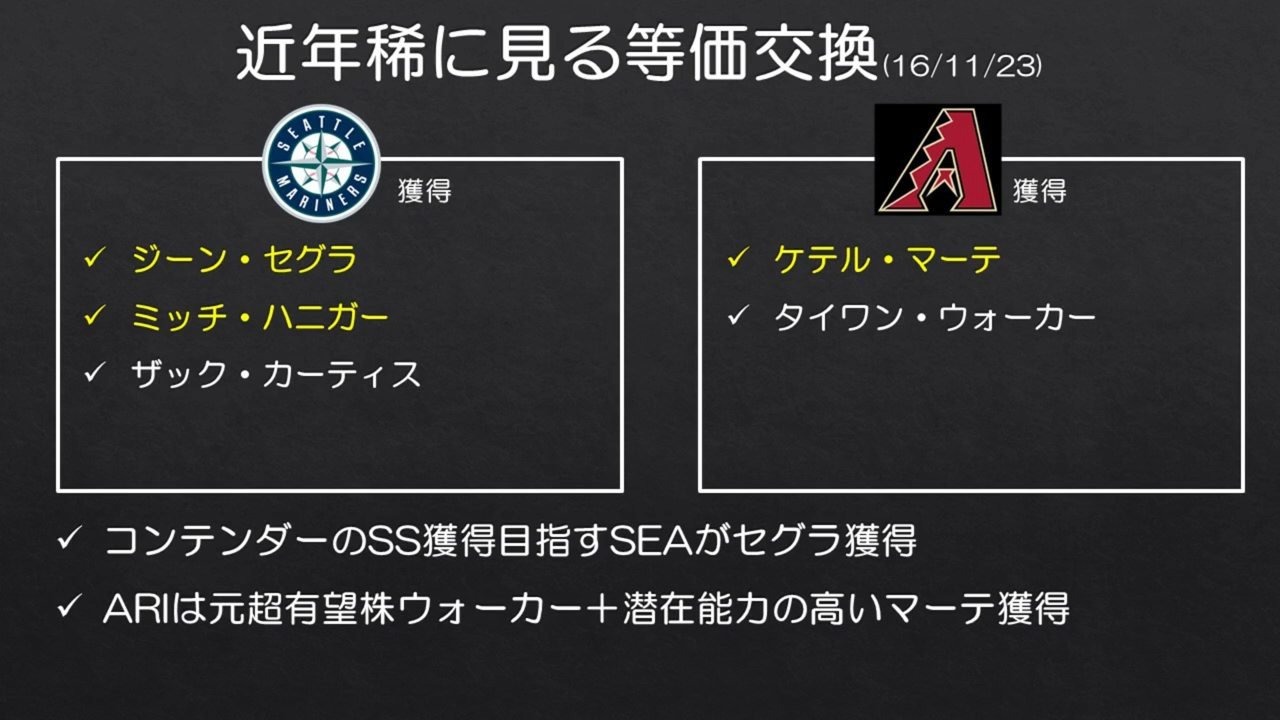 近年稀に見る等価交換(16/11/23)
SEATTLE
MARINERS
獲得
✓ ジーン・セグラ
✓ ミッチ・ハニガー
✓ ザック・カーティス
A
獲得
✓ ケテル・マーテ
✓ タイワン・ウォーカー
✓ コンテンダーのSS獲得目指すSEAがセグラ獲得
✓ ARIは元超有望株ウォーカー＋潜在能力の高いマーテ獲得